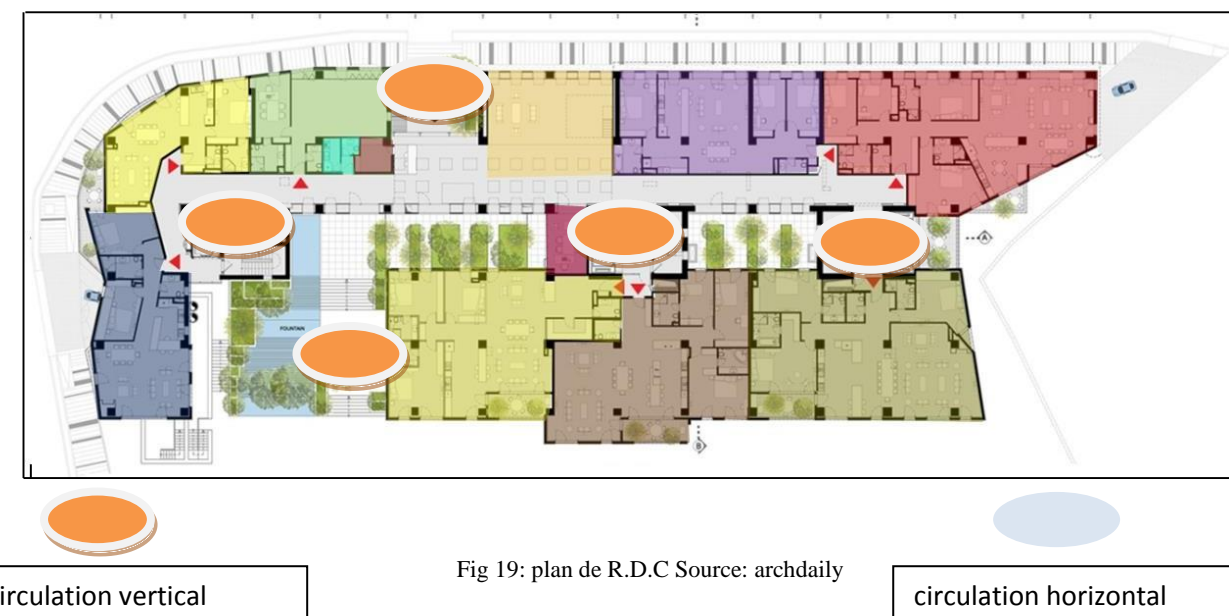 A
FOUNTAIN
B
Fig 19: plan de R.D.C Source: archdaily
irculation vertical
circulation horizontal